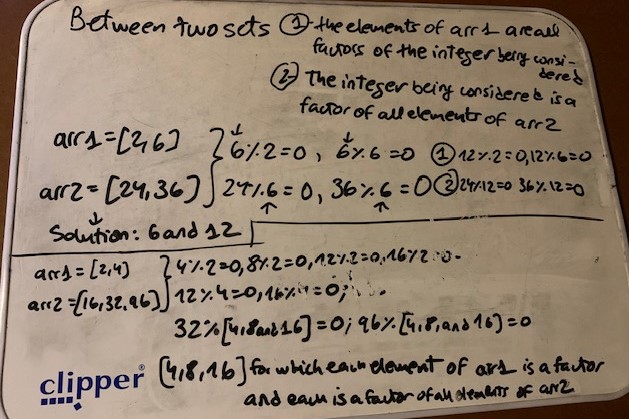 Between two sets ① the elements of arr1 are all
factors of the integer being consi-
dered
② The integer being considered is a
factor of all elements of arr2
arr1=[2,6] } 6%2=0, 6%6=0 ① 12%2=0, 12%6=0
arr2=[24,36] 24%6=0, 36%6=0 ② 24%12=0 36%12=0
Solution: 6 and 12
arr1=[2,4] } 4%2=0, 8%2=0, 12%2=0, 16%2=0.
arr2=[16,32,96] 12%4=0, 16%4=0;
32%[4,8 and 16]=0; 96%[4,8, and 16]=0
clipper® [4,8,16] for which each element of arr1 is a factor
and each is a factor of all elements of arr2